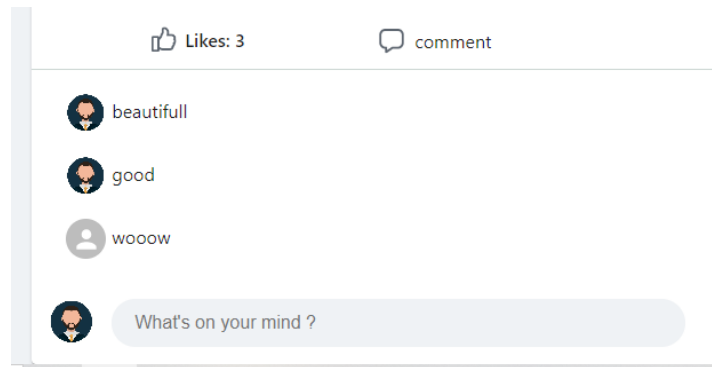 Likes: 3 comment
beautifull
good
wooow
What's on your mind ?